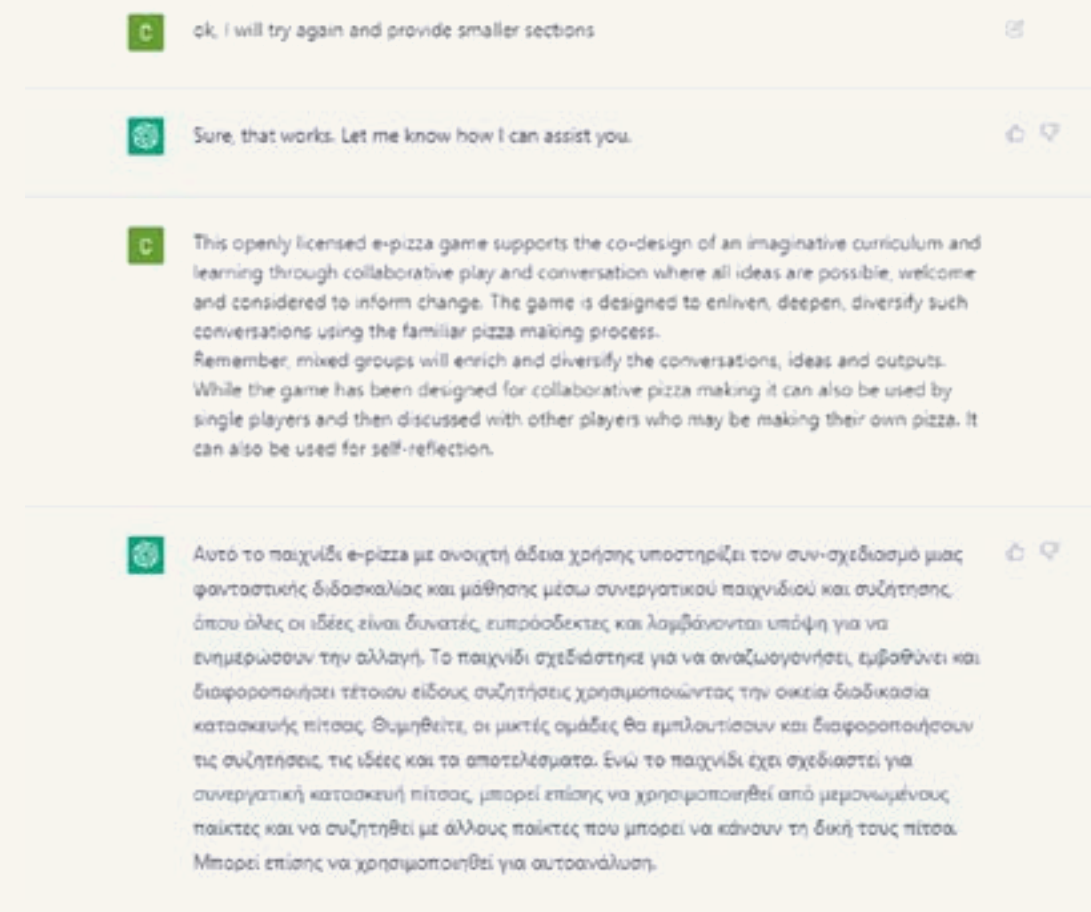 C
ok, i will try again and provide smaller sections
Sure, that works. Let me know how I can assist you.
C
This openly licensed e-pizza game supports the co-design of an imaginative curriculum and
learning through collaborative play and conversation where all ideas are possible, welcome
and considered to inform change. The game is designed to enliven, deepen, diversify such
conversations using the familiar pizza making process.
Remember, mixed groups will enrich and diversify the conversations, ideas and outputs.
While the game has been designed for collaborative pizza making it can also be used by
single players and then discussed with other players who may be making their own pizza. It
can also be used for self-reflection.
Αυτό το παιχνίδι e-pizza με ανοιχτή άδεια χρήσης υποστηρίζει τον συν-σχεδιασμό μιας
φανταστικής διδασκαλίας και μάθησης μέσω συνεργατικού παιχνιδιού και συζήτησης,
όπου όλες οι ιδέες είναι δυνατές, ευπρόσδεκτες και λαμβάνονται υπόψη για να
ενημερώσουν την αλλαγή. Το παιχνίδι σχεδιάστηκε για να αναζωογονήσει, εμβαθύνει και
διαφοροποιήσει τέτοιου είδους συζητήσεις χρησιμοποιώντας την οικεία διαδικασία
κατασκευής πίτσας. Θυμηθείτε, οι μικτές ομάδες θα εμπλουτίσουν και διαφοροποιήσουν
τις συζητήσεις, τις ιδέες και τα αποτελέσματα. Ενώ το παιχνίδι έχει σχεδιαστεί για
συνεργατική κατασκευή πίτσας, μπορεί επίσης να χρησιμοποιηθεί από μεμονωμένους
παίκτες και να συζητηθεί με άλλους παίκτες που μπορεί να κάνουν τη δική τους πίτσα.
Μπορεί επίσης να χρησιμοποιηθεί για αυτοανάλυση.